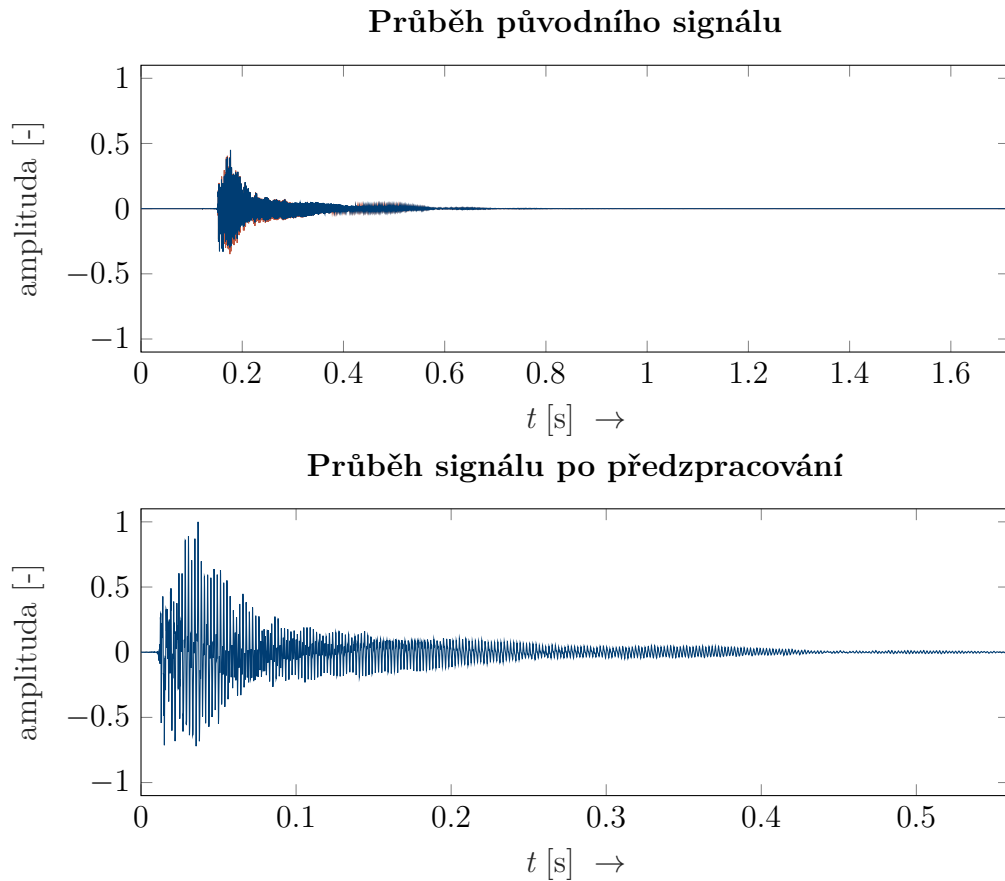 Průběh původního signálu
1
0.5
0
−0.5
−1
amplituda [-]
0 0.2 0.4 0.6 0.8 1 1.2 1.4 1.6
t [s] →
Průběh signálu po předzpracování
1
0.5
0
−0.5
−1
amplituda [-]
0 0.1 0.2 0.3 0.4 0.5
t [s] →